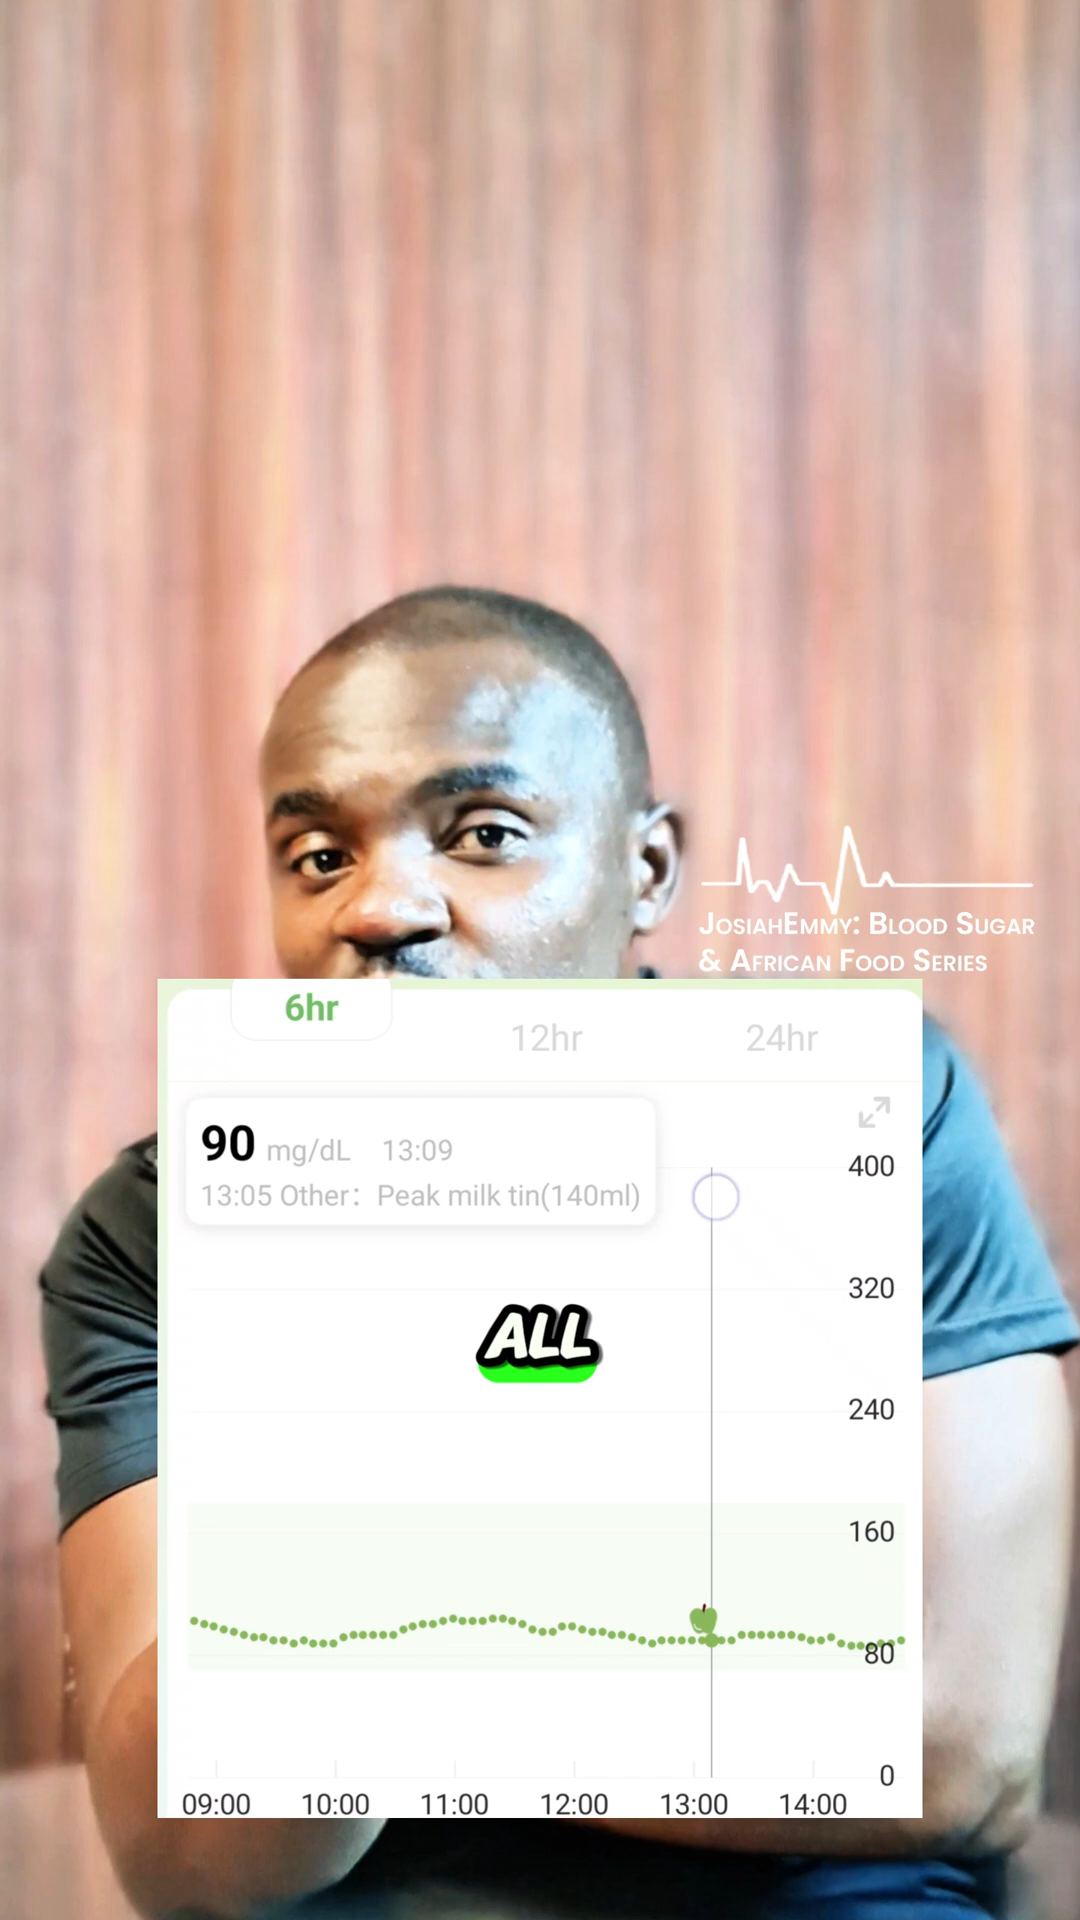 JosiahEmmy: Blood Sugar
& African Food Series
6hr
12hr
24hr
90 mg/dL 13:09
13:05 Other: Peak milk tin(140ml)
400
320
ALL
240
160
80
0
09:00 10:00 11:00 12:00 13:00 14:00